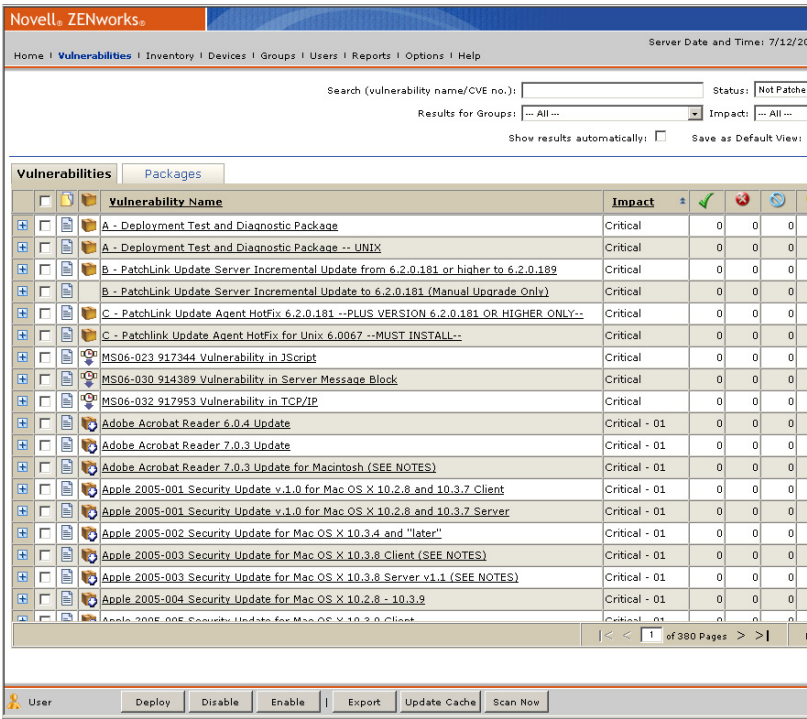 Novell® ZENworks®
Server Date and Time: 7/12/20
Home | Vulnerabilities | Inventory | Devices | Groups | Users | Reports | Options | Help
Search (vulnerability name/CVE no.): Status: Not Patche
Results for Groups: --- All --- Impact: --- All ---
Show results automatically: Save as Default View:
Vulnerabilities Packages
Vulnerability Name Impact
A - Deployment Test and Diagnostic Package Critical 0 0 0
A - Deployment Test and Diagnostic Package -- UNIX Critical 0 0 0
B - PatchLink Update Server Incremental Update from 6.2.0.181 or higher to 6.2.0.189 Critical 0 0 0
B - PatchLink Update Server Incremental Update to 6.2.0.181 (Manual Upgrade Only) Critical 0 0 0
C - PatchLink Update Agent HotFix 6.2.0.181 --PLUS VERSION 6.2.0.181 OR HIGHER ONLY-- Critical 0 0 0
C - Patchlink Update Agent HotFix for Unix 6.0067 --MUST INSTALL-- Critical 0 0 0
MS06-023 917344 Vulnerability in JScript Critical 0 0 0
MS06-030 914389 Vulnerability in Server Message Block Critical 0 0 0
MS06-032 917953 Vulnerability in TCP/IP Critical 0 0 0
Adobe Acrobat Reader 6.0.4 Update Critical - 01 0 0 0
Adobe Acrobat Reader 7.0.3 Update Critical - 01 0 0 0
Adobe Acrobat Reader 7.0.3 Update for Macintosh (SEE NOTES) Critical - 01 0 0 0
Apple 2005-001 Security Update v.1.0 for Mac OS X 10.2.8 and 10.3.7 Client Critical - 01 0 0 0
Apple 2005-001 Security Update v.1.0 for Mac OS X 10.2.8 and 10.3.7 Server Critical - 01 0 0 0
Apple 2005-002 Security Update for Mac OS X 10.3.4 and "later" Critical - 01 0 0 0
Apple 2005-003 Security Update for Mac OS X 10.3.8 Client (SEE NOTES) Critical - 01 0 0 0
Apple 2005-003 Security Update for Mac OS X 10.3.8 Server v1.1 (SEE NOTES) Critical - 01 0 0 0
Apple 2005-004 Security Update for Mac OS X 10.2.8 - 10.3.9 Critical - 01 0 0 0
Apple 2005-005 Security Update for Mac OS X 10.3.9 Client Critical - 01 0 0 0
|< < 1 of 380 Pages > >|
User Deploy Disable Enable | Export Update Cache Scan Now